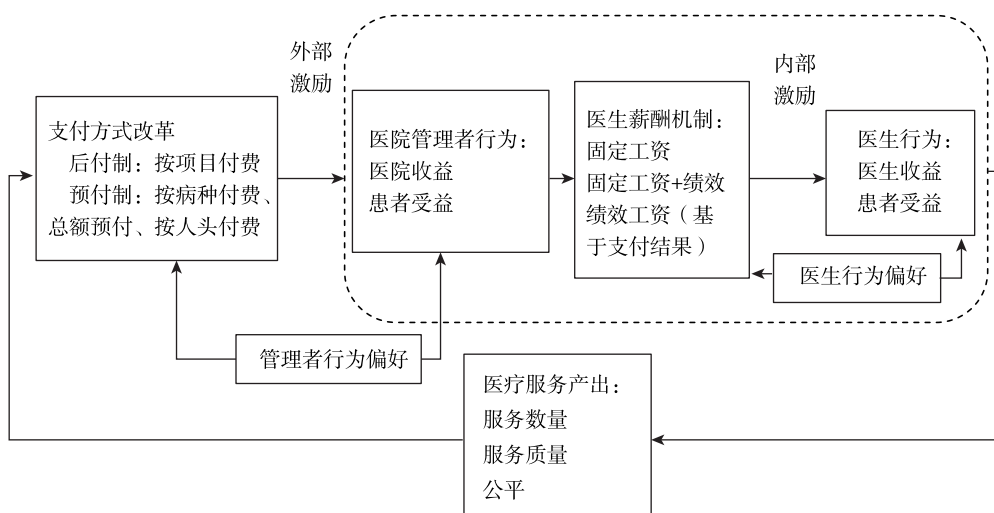 外部
激励
内部
激励
支付方式改革
后付制：按项目付费
预付制：按病种付费、
总额预付、按人头付费
医院管理者行为：
医院收益
患者受益
医生薪酬机制：
固定工资
固定工资+绩效
绩效工资（基
于支付结果）
医生行为：
医生收益
患者受益
医生行为偏好
管理者行为偏好
医疗服务产出：
服务数量
服务质量
公平